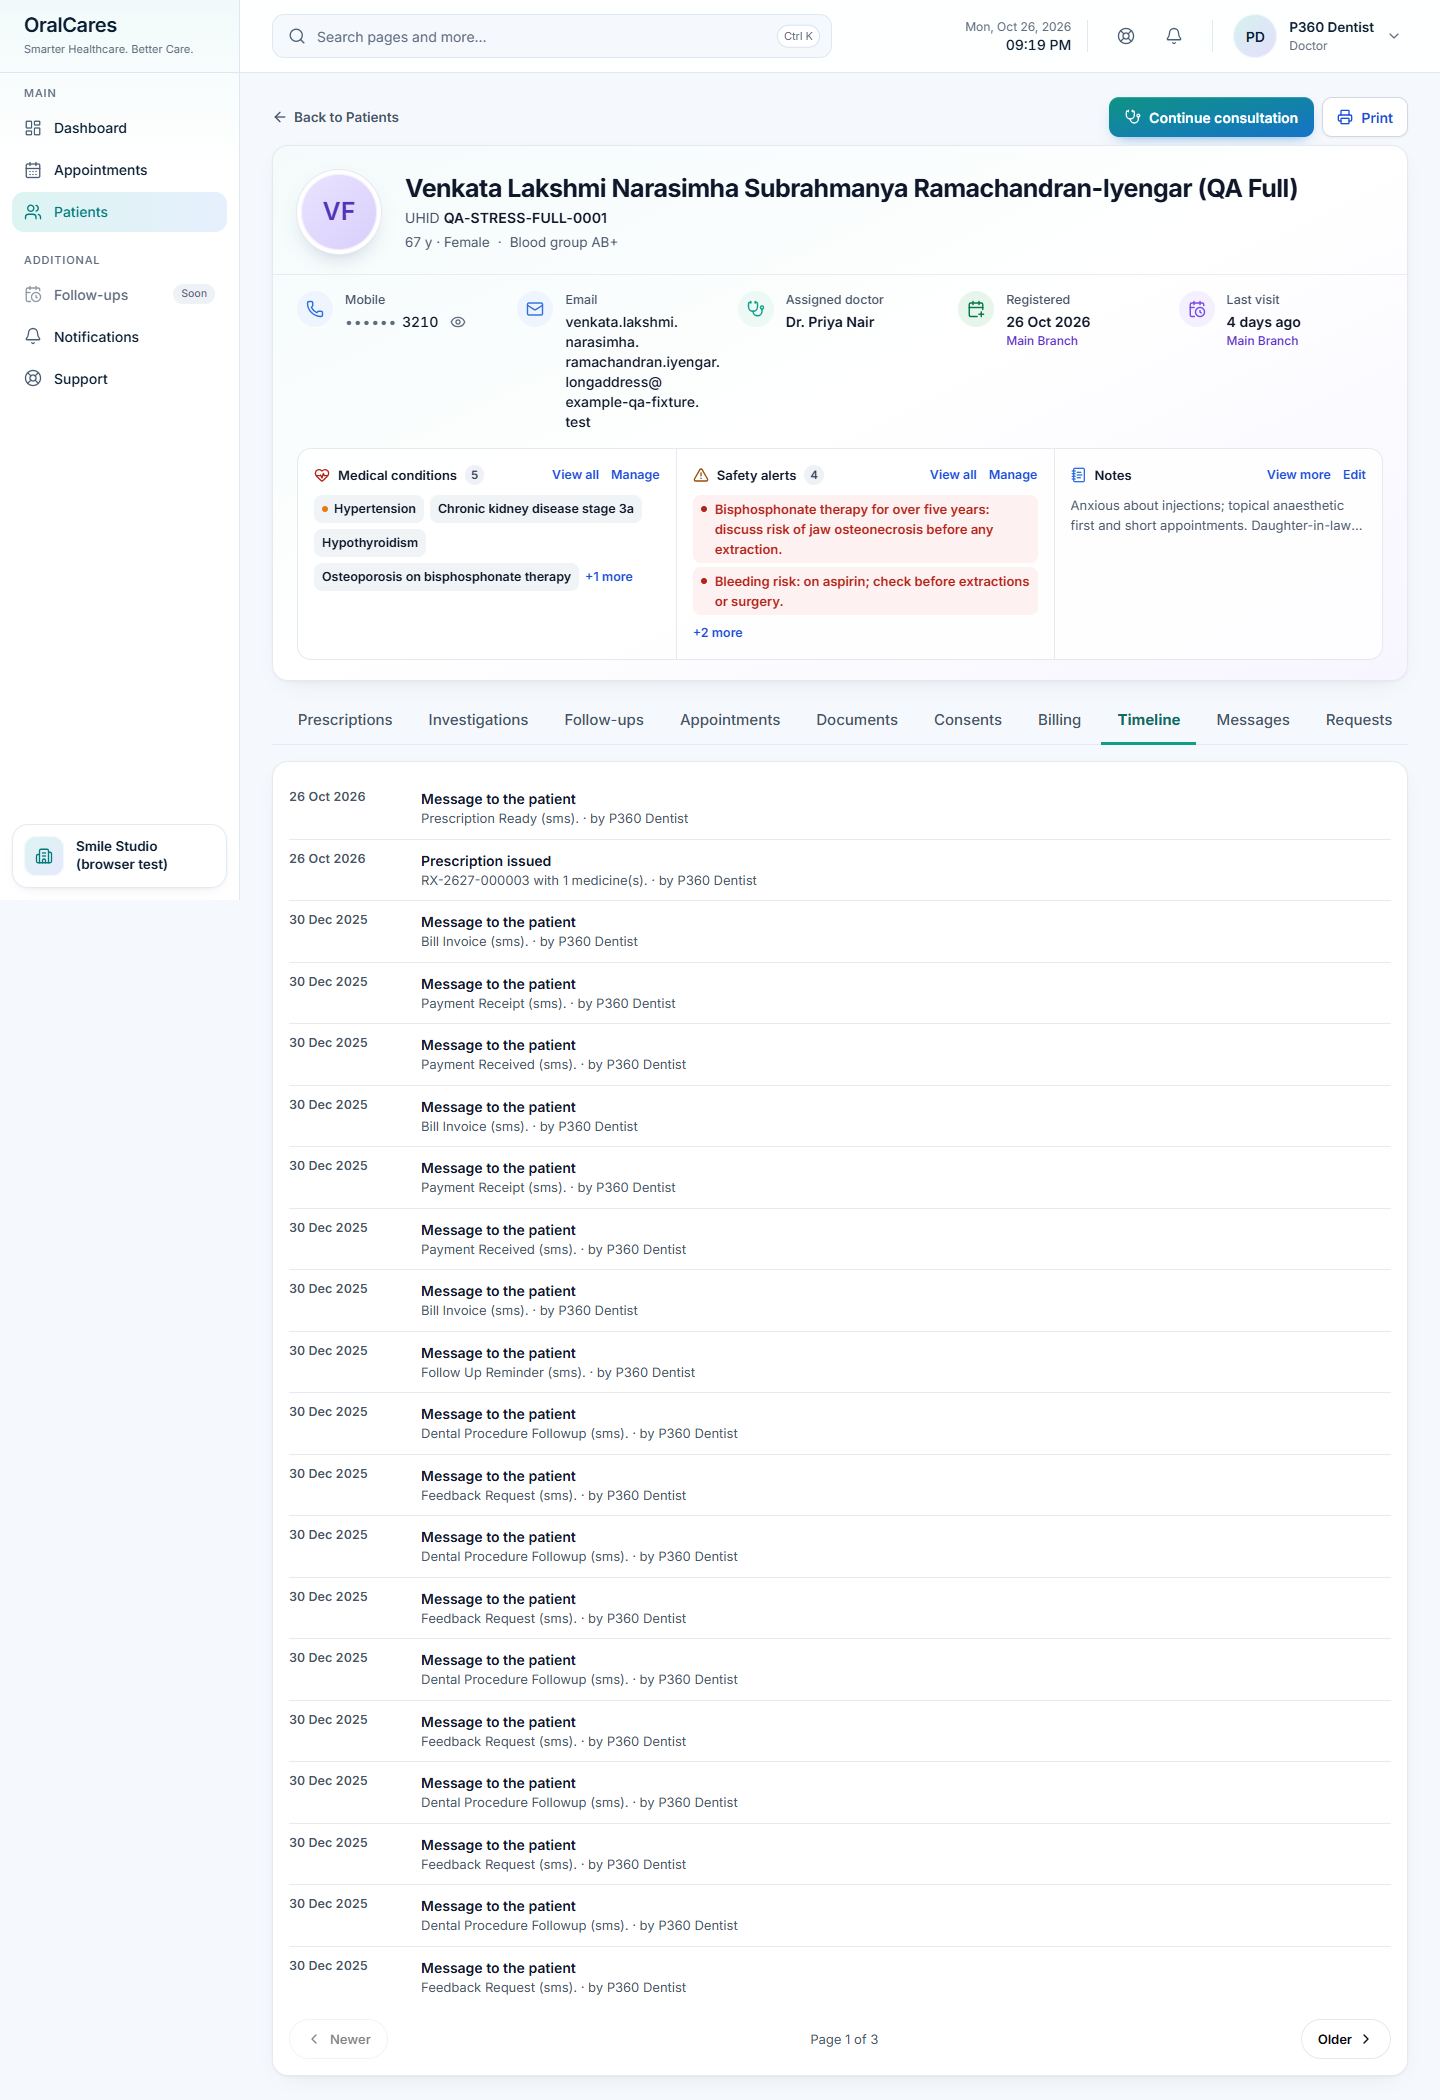 OralCares
Smarter Healthcare. Better Care.
Search pages and more...
Ctrl K
Mon, Oct 26, 2026
09:19 PM
PD
P360 Dentist
Doctor
MAIN
Dashboard
Appointments
Patients
ADDITIONAL
Follow-ups
Soon
Notifications
Support
Smile Studio
(browser test)
Back to Patients
Continue consultation
Print
VF
Venkata Lakshmi Narasimha Subrahmanya Ramachandran-Iyengar (QA Full)
UHID QA-STRESS-FULL-0001
67 y · Female · Blood group AB+
Mobile
•••••• 3210
Email
venkata.lakshmi.
narasimha.
ramachandran.iyengar.
longaddress@
example-qa-fixture.
test
Assigned doctor
Dr. Priya Nair
Registered
26 Oct 2026
Main Branch
Last visit
4 days ago
Main Branch
Medical conditions 5 View all Manage
Hypertension
Chronic kidney disease stage 3a
Hypothyroidism
Osteoporosis on bisphosphonate therapy +1 more
Safety alerts 4 View all Manage
Bisphosphonate therapy for over five years:
discuss risk of jaw osteonecrosis before any
extraction.
Bleeding risk: on aspirin; check before extractions
or surgery.
+2 more
Notes View more Edit
Anxious about injections; topical anaesthetic
first and short appointments. Daughter-in-law...
Prescriptions Investigations Follow-ups Appointments Documents Consents Billing Timeline Messages Requests
26 Oct 2026
Message to the patient
Prescription Ready (sms). · by P360 Dentist
26 Oct 2026
Prescription issued
RX-2627-000003 with 1 medicine(s). · by P360 Dentist
30 Dec 2025
Message to the patient
Bill Invoice (sms). · by P360 Dentist
30 Dec 2025
Message to the patient
Payment Receipt (sms). · by P360 Dentist
30 Dec 2025
Message to the patient
Payment Received (sms). · by P360 Dentist
30 Dec 2025
Message to the patient
Bill Invoice (sms). · by P360 Dentist
30 Dec 2025
Message to the patient
Payment Receipt (sms). · by P360 Dentist
30 Dec 2025
Message to the patient
Payment Received (sms). · by P360 Dentist
30 Dec 2025
Message to the patient
Bill Invoice (sms). · by P360 Dentist
30 Dec 2025
Message to the patient
Follow Up Reminder (sms). · by P360 Dentist
30 Dec 2025
Message to the patient
Dental Procedure Followup (sms). · by P360 Dentist
30 Dec 2025
Message to the patient
Feedback Request (sms). · by P360 Dentist
30 Dec 2025
Message to the patient
Dental Procedure Followup (sms). · by P360 Dentist
30 Dec 2025
Message to the patient
Feedback Request (sms). · by P360 Dentist
30 Dec 2025
Message to the patient
Dental Procedure Followup (sms). · by P360 Dentist
30 Dec 2025
Message to the patient
Feedback Request (sms). · by P360 Dentist
30 Dec 2025
Message to the patient
Dental Procedure Followup (sms). · by P360 Dentist
30 Dec 2025
Message to the patient
Feedback Request (sms). · by P360 Dentist
30 Dec 2025
Message to the patient
Dental Procedure Followup (sms). · by P360 Dentist
30 Dec 2025
Message to the patient
Feedback Request (sms). · by P360 Dentist
Newer
Page 1 of 3
Older